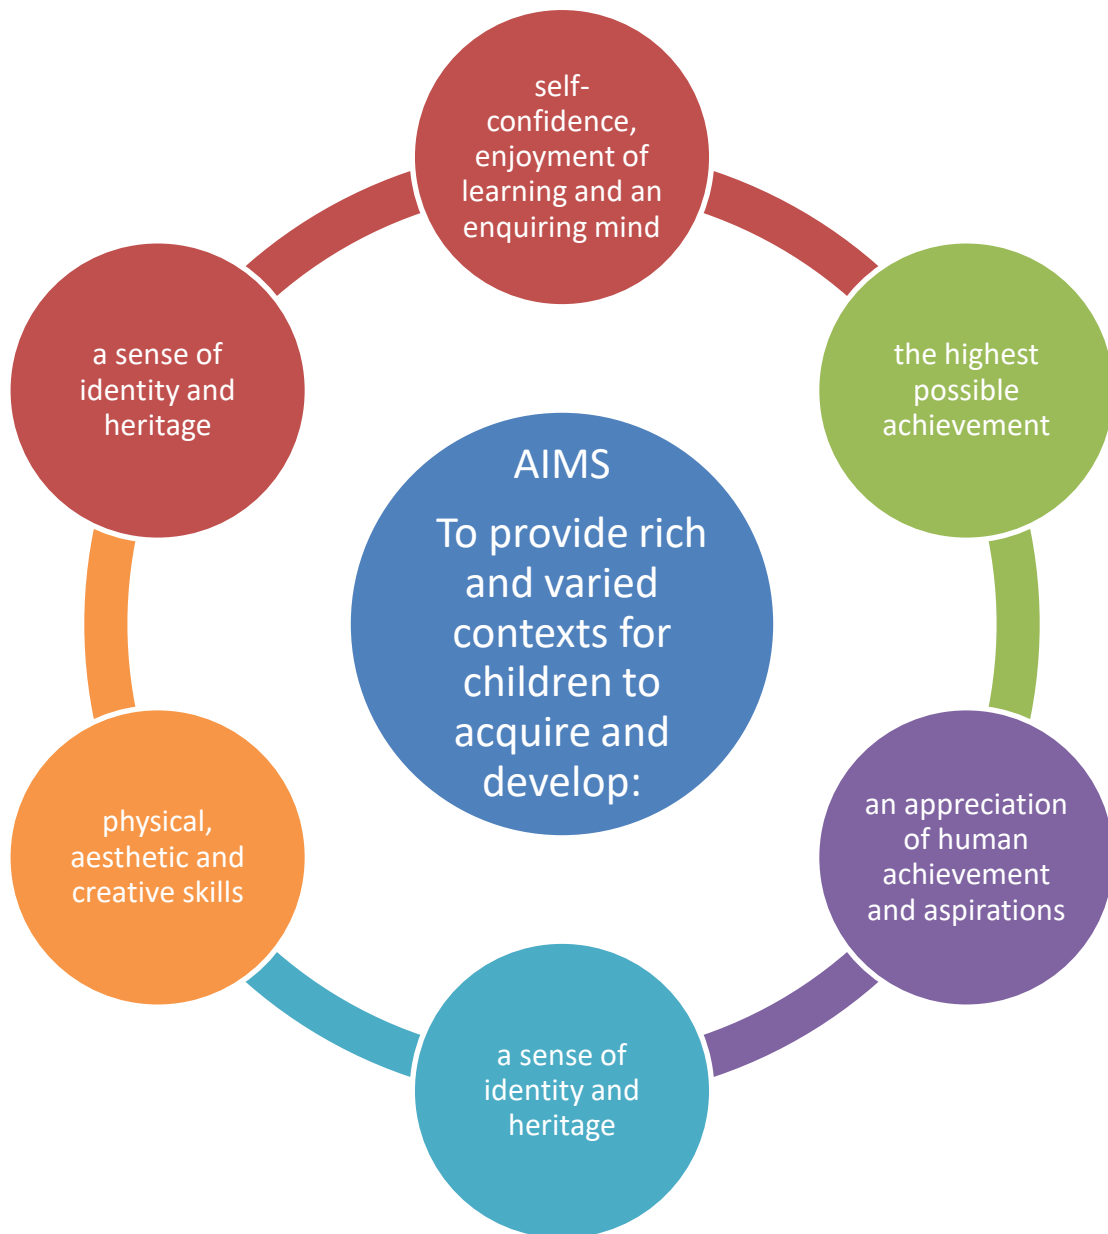 self-
confidence,
enjoyment of
learning and an
enquiring mind
the highest
possible
achievement
an appreciation
of human
achievement
and aspirations
a sense of
identity and
heritage
physical,
aesthetic and
creative skills
a sense of
identity and
heritage
AIMS
To provide rich
and varied
contexts for
children to
acquire and
develop: